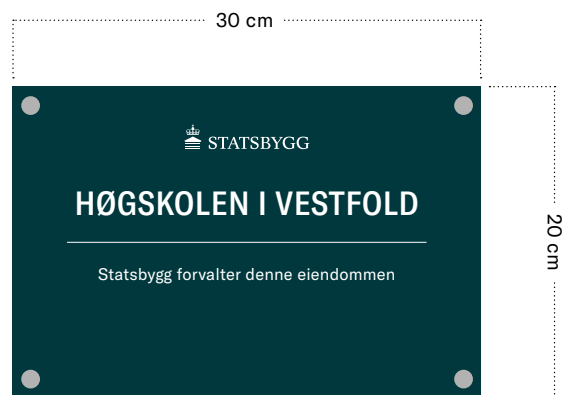 30 cm
STATSBYGG
HØGSKOLEN I VESTFOLD
Statsbygg forvalter denne eiendommen
20 cm